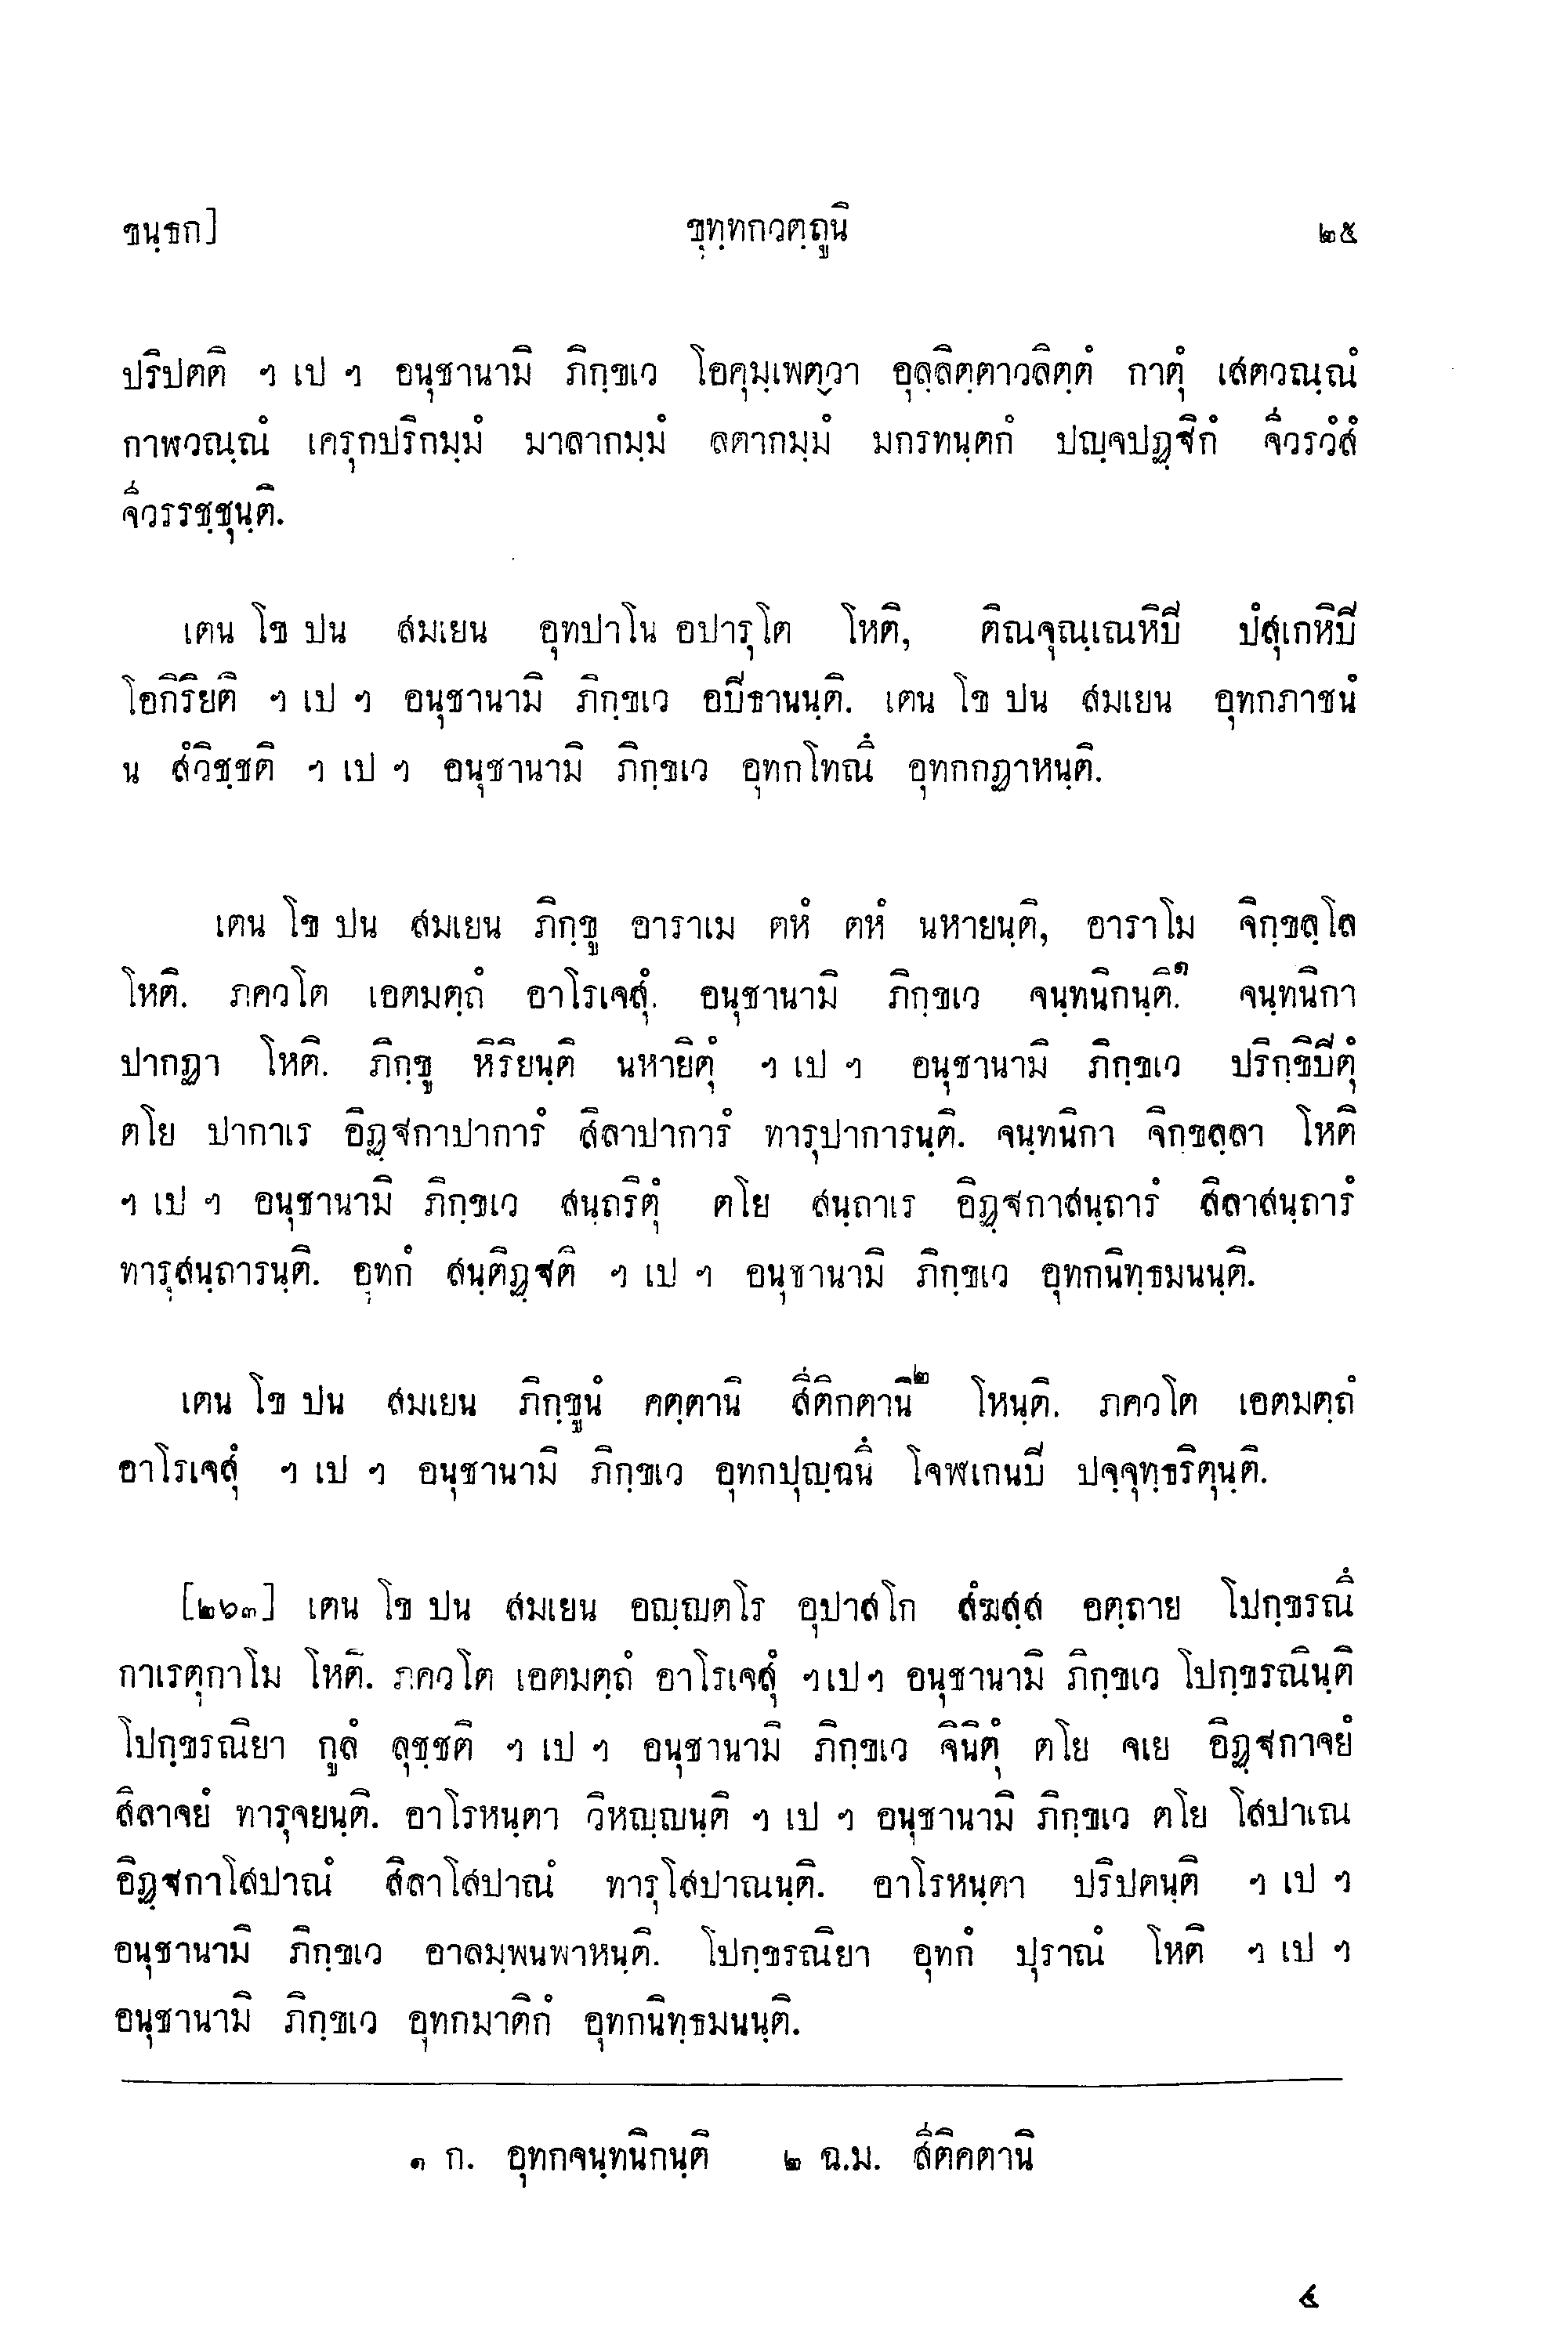 ขนฺธก]	ขุทฺทกวตฺถูนิ	๒๕
ปริปตติ ฯ เป ฯ อนุชานามิ ภิกฺขเว โอคุมฺเพตฺวา อุลฺลิตฺตาวลิตฺตํ กาตุํ เสตวณฺณํ
กาฬวณฺณํ เครุกปริกมฺมํ มาลากมฺมํ ลตากมฺมํ มกรทนฺตกํ ปญฺจปฏฺฐิกํ จีวรวํสํ
จีวรรชฺชุนฺติ.
เตน โข ปน สมเยน อุทปาโน อปารุโต โหติ, ติณจุณฺเณหิปิ ปํสุเกหิปิ
โอกิริยติ ฯ เป ฯ อนุชานามิ ภิกฺขเว อปิธานนฺติ. เตน โข ปน สมเยน อุทกภาชนํ
น สํวิชฺชติ ฯ เป ฯ อนุชานามิ ภิกฺขเว อุทกโทณึ อุทกกฏาหนฺติ.
เตน โข ปน สมเยน ภิกฺขู อาราเม ตหํ ตหํ นหายนฺติ, อาราโม จิกฺขลฺโล
โหติ. ภควโต เอตมตฺถํ อาโรเจสุํ. อนุชานามิ ภิกฺขเว จนฺทนิกนฺติ.๑ จนฺทนิกา
ปากฏา โหติ. ภิกฺขู หิริยนฺติ นหายิตุํ ฯ เป ฯ อนุชานามิ ภิกฺขเว ปริกฺขิปิตุํ
ตโย ปากาเร อิฏฺฐกาปาการํ สิลาปาการํ ทารุปาการนฺติ. จนฺทนิกา จิกฺขลฺลา โหติ
ฯ เป ฯ อนุชานามิ ภิกฺขเว สนฺถริตุํ ตโย สนฺถาเร อิฏฺฐกาสนฺถารํ สิลาสนฺถารํ
ทารุสนฺถารนฺติ. อุทกํ สนฺติฏฺฐติ ฯ เป ฯ อนุชานามิ ภิกฺขเว อุทกนิทฺธมนนฺติ.
เตน โข ปน สมเยน ภิกฺขูนํ คตฺตานิ สีติกตานิ๒ โหนฺติ. ภควโต เอตมตฺถํ
อาโรเจสุํ ฯ เป ฯ อนุชานามิ ภิกฺขเว อุทกปุญฺฉนึ โจฬเกนปิ ปจฺจุทฺธริตุนฺติ.
[๒๖๓] เตน โข ปน สมเยน อญฺญตโร อุปาสโก สํฆสฺส อตฺถาย โปกฺขรณึ
กาเรตุกาโม โหติ. ภควโต เอตมตฺถํ อาโรเจสุํ ฯ เป ฯ อนุชานามิ ภิกฺขเว โปกฺขรณินฺติ
โปกฺขรณิยา กูลํ ลุชฺชติ ฯ เป ฯ อนุชานามิ ภิกฺขเว จินิตุํ ตโย จเย อิฏฺฐกาจยํ
สิลาจยํ ทารุจยนฺติ. อาโรหนฺตา วิหญฺญนฺติ ฯ เป ฯ อนุชานามิ ภิกฺขเว ตโย โสปาเณ
อิฏฺฐกาโสปาณํ สิลาโสปาณํ ทารุโสปาณนฺติ. อาโรหนฺตา ปริปตนฺติ ฯ เป ฯ
อนุชานามิ ภิกฺขเว อาลมฺพนพาหนฺติ. โปกฺขรณิยา อุทกํ ปุราณํ โหติ ฯ เป ฯ
อนุชานามิ ภิกฺขเว อุทกมาติกํ อุทกนิทฺธมนนฺติ.
๑ ก. อุทกจนฺทนิกนฺติ ๒ ฉ.ม. สีติคตานิ
๔